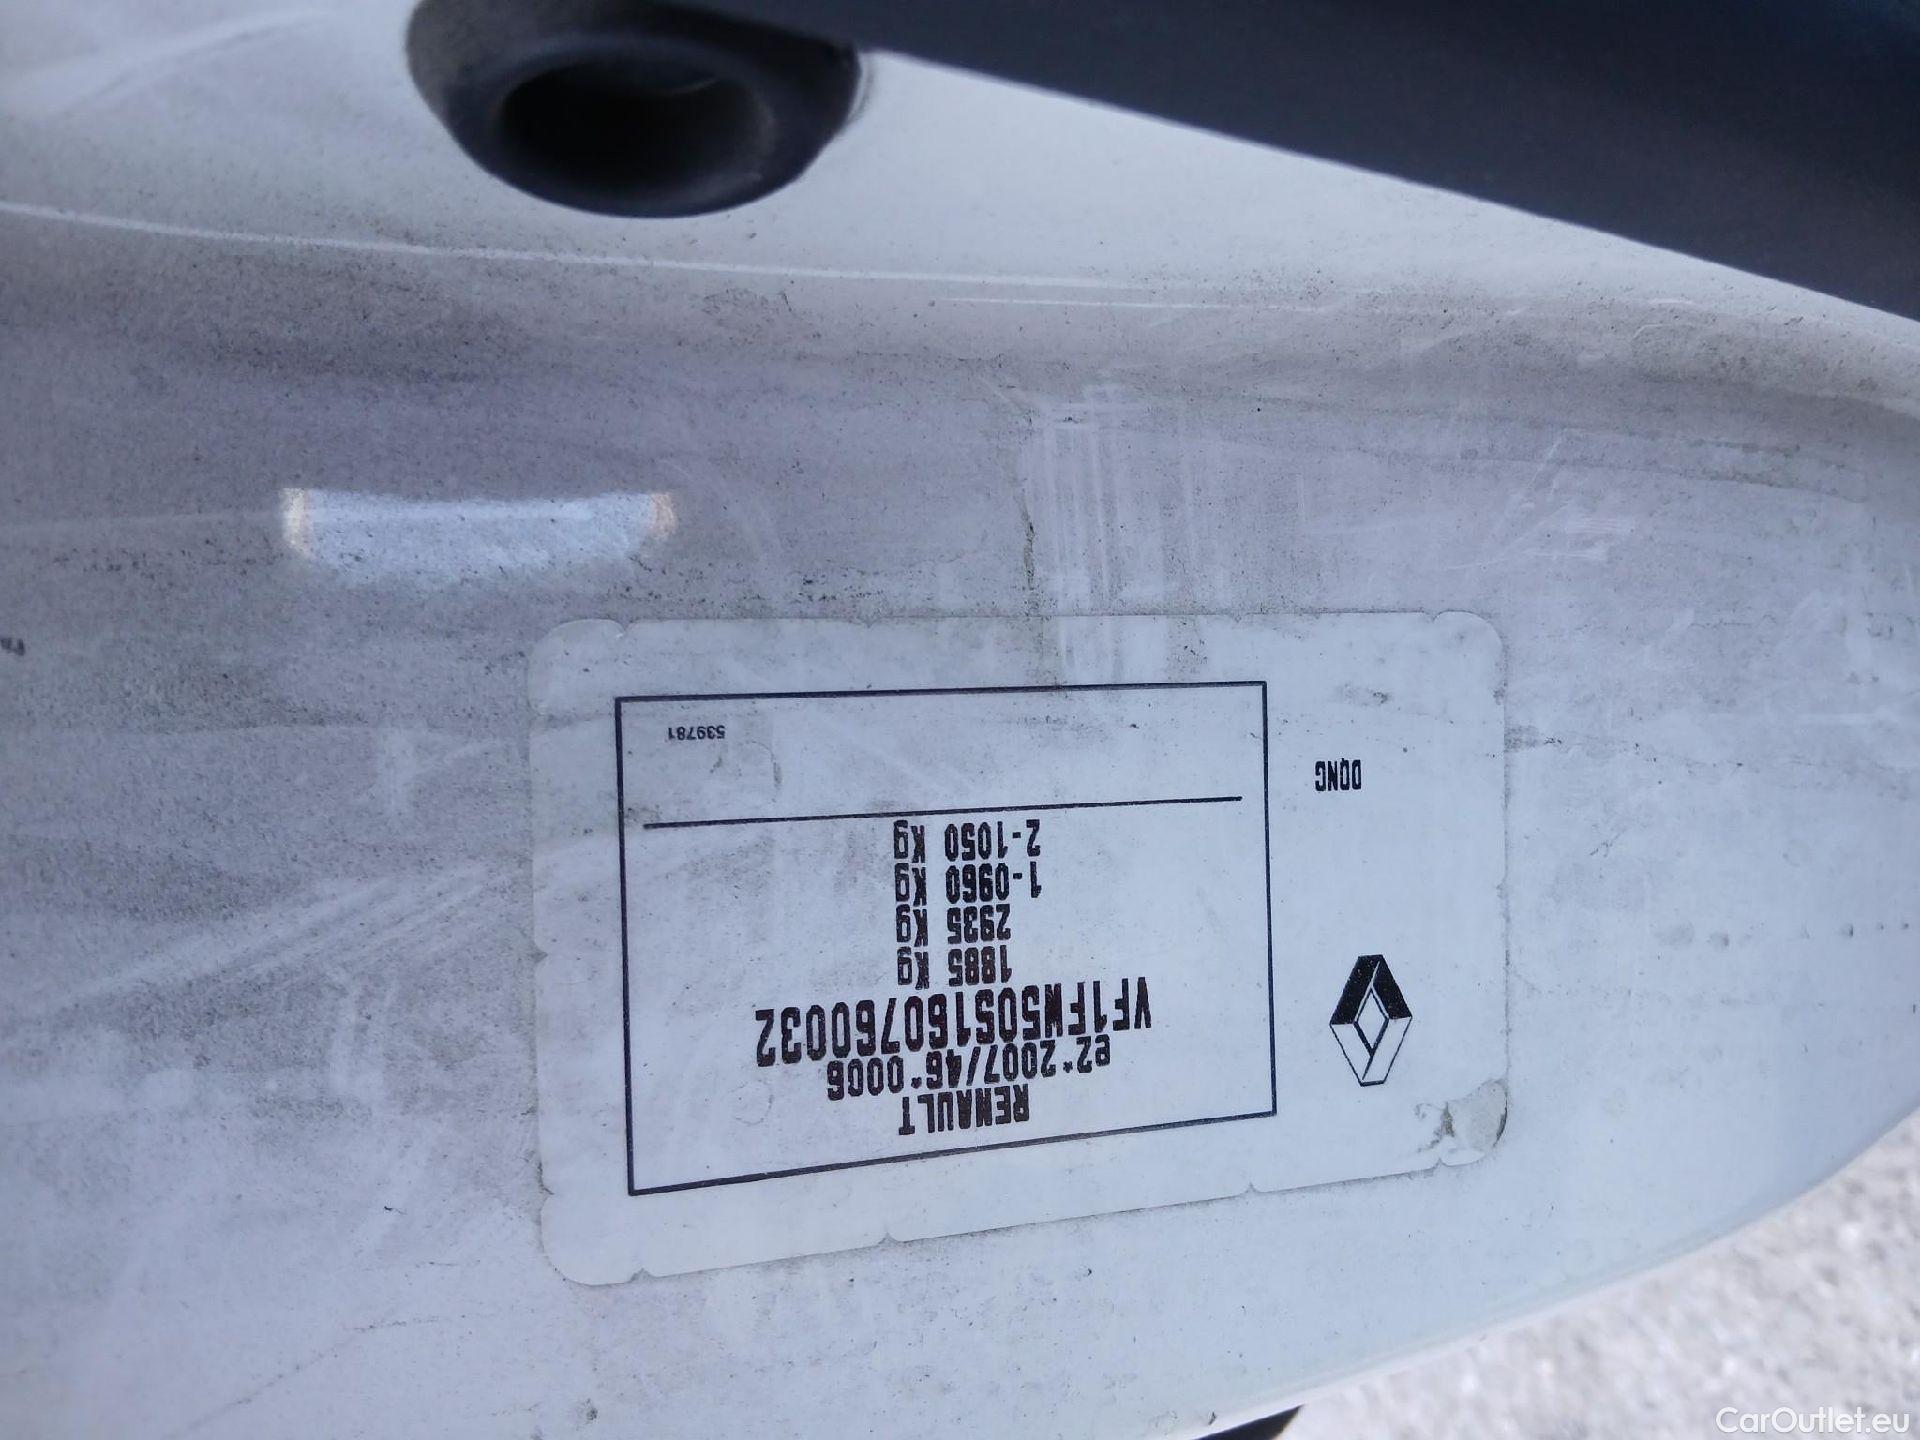 RENAULT
e2*2007/46*0006
VF1FW50S160760032
1885 Kg
2935 Kg
1-0960 Kg
2-1050 Kg
539781
DQNG
CarOutlet.eu